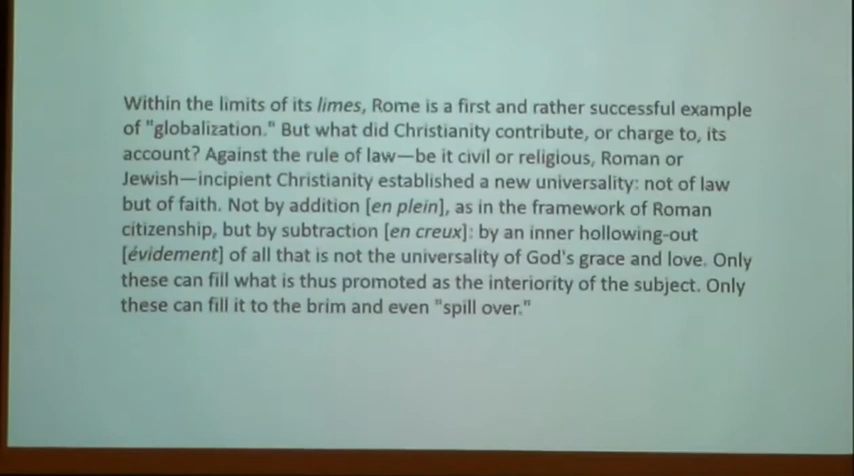 Within the limits of its limes, Rome is a first and rather successful example
of "globalization." But what did Christianity contribute, or charge to, its
account? Against the rule of law—be it civil or religious, Roman or
Jewish—incipient Christianity established a new universality: not of law
but of faith. Not by addition [en plein], as in the framework of Roman
citizenship, but by subtraction [en creux]: by an inner hollowing-out
[évidement] of all that is not the universality of God's grace and love. Only
these can fill what is thus promoted as the interiority of the subject. Only
these can fill it to the brim and even "spill over."